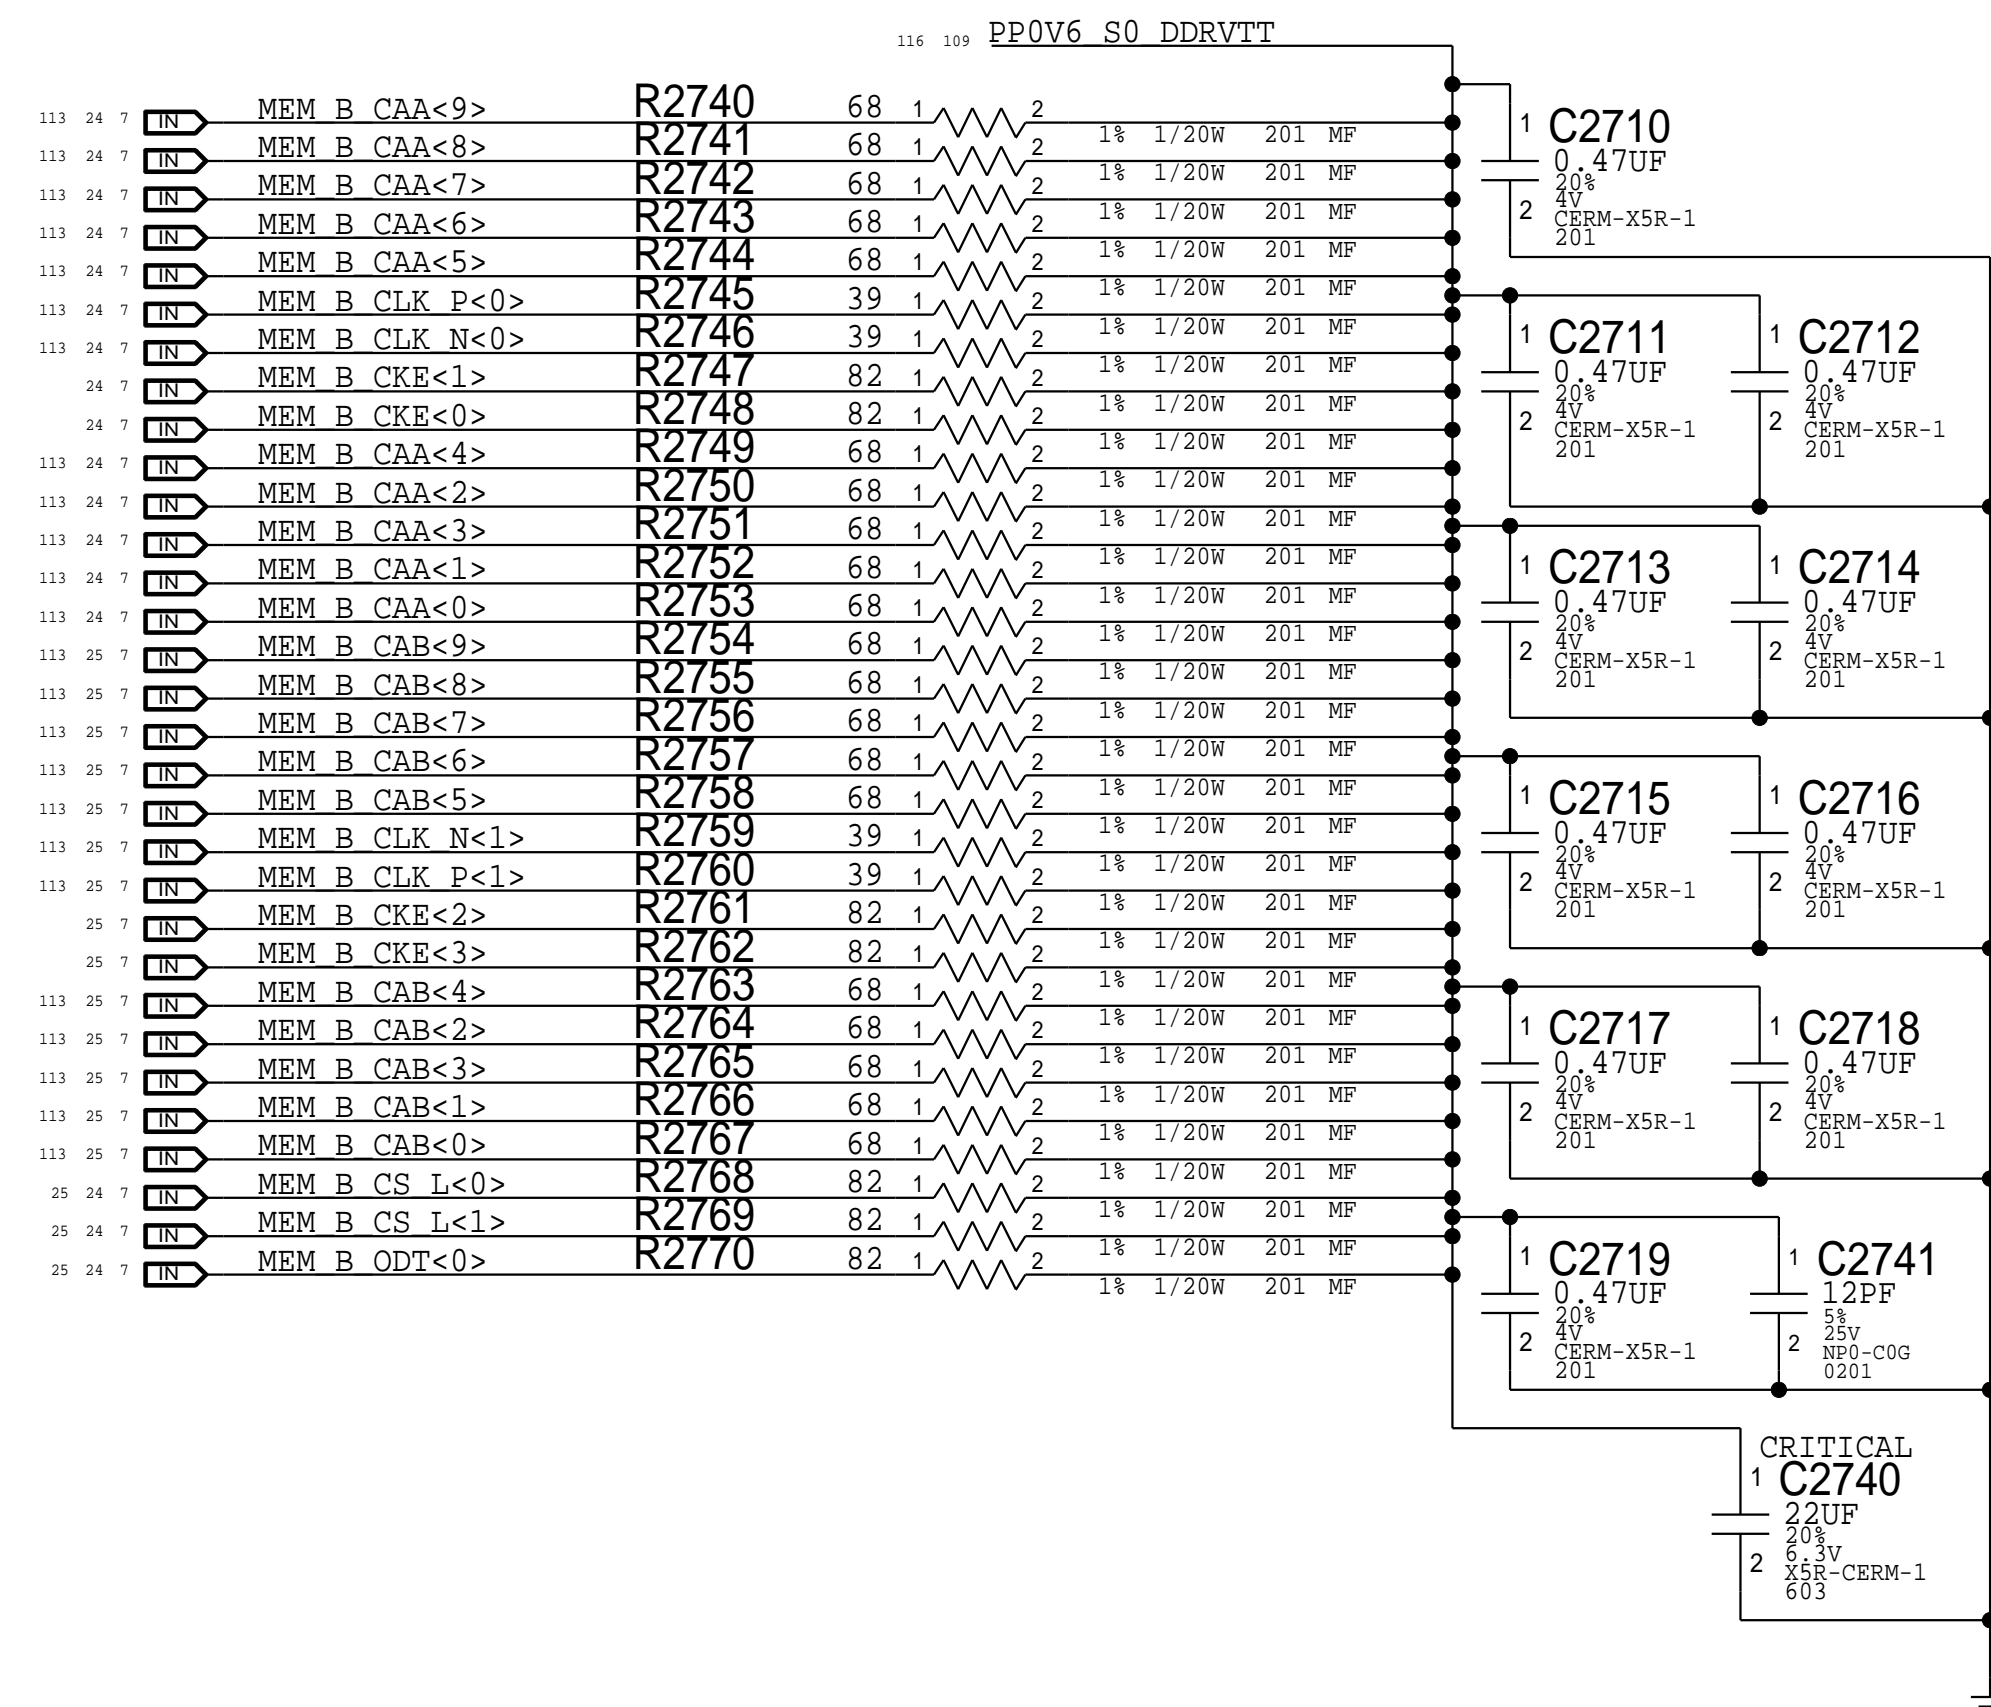 116 109 PP0V6_S0_DDRVTT
113 24 7 IN MEM_B_CAA<9> R2740 68 1 2 1% 1/20W 201 MF
113 24 7 IN MEM_B_CAA<8> R2741 68 1 2 1% 1/20W 201 MF
113 24 7 IN MEM_B_CAA<7> R2742 68 1 2 1% 1/20W 201 MF
113 24 7 IN MEM_B_CAA<6> R2743 68 1 2 1% 1/20W 201 MF
113 24 7 IN MEM_B_CAA<5> R2744 68 1 2 1% 1/20W 201 MF
113 24 7 IN MEM_B_CLK_P<0> R2745 39 1 2 1% 1/20W 201 MF
113 24 7 IN MEM_B_CLK_N<0> R2746 39 1 2 1% 1/20W 201 MF
24 7 IN MEM_B_CKE<1> R2747 82 1 2 1% 1/20W 201 MF
24 7 IN MEM_B_CKE<0> R2748 82 1 2 1% 1/20W 201 MF
113 24 7 IN MEM_B_CAA<4> R2749 68 1 2 1% 1/20W 201 MF
113 24 7 IN MEM_B_CAA<2> R2750 68 1 2 1% 1/20W 201 MF
113 24 7 IN MEM_B_CAA<3> R2751 68 1 2 1% 1/20W 201 MF
113 24 7 IN MEM_B_CAA<1> R2752 68 1 2 1% 1/20W 201 MF
113 24 7 IN MEM_B_CAA<0> R2753 68 1 2 1% 1/20W 201 MF
113 25 7 IN MEM_B_CAB<9> R2754 68 1 2 1% 1/20W 201 MF
113 25 7 IN MEM_B_CAB<8> R2755 68 1 2 1% 1/20W 201 MF
113 25 7 IN MEM_B_CAB<7> R2756 68 1 2 1% 1/20W 201 MF
113 25 7 IN MEM_B_CAB<6> R2757 68 1 2 1% 1/20W 201 MF
113 25 7 IN MEM_B_CAB<5> R2758 68 1 2 1% 1/20W 201 MF
113 25 7 IN MEM_B_CLK_N<1> R2759 39 1 2 1% 1/20W 201 MF
113 25 7 IN MEM_B_CLK_P<1> R2760 39 1 2 1% 1/20W 201 MF
25 7 IN MEM_B_CKE<2> R2761 82 1 2 1% 1/20W 201 MF
25 7 IN MEM_B_CKE<3> R2762 82 1 2 1% 1/20W 201 MF
113 25 7 IN MEM_B_CAB<4> R2763 68 1 2 1% 1/20W 201 MF
113 25 7 IN MEM_B_CAB<2> R2764 68 1 2 1% 1/20W 201 MF
113 25 7 IN MEM_B_CAB<3> R2765 68 1 2 1% 1/20W 201 MF
113 25 7 IN MEM_B_CAB<1> R2766 68 1 2 1% 1/20W 201 MF
113 25 7 IN MEM_B_CAB<0> R2767 68 1 2 1% 1/20W 201 MF
25 24 7 IN MEM_B_CS_L<0> R2768 82 1 2 1% 1/20W 201 MF
25 24 7 IN MEM_B_CS_L<1> R2769 82 1 2 1% 1/20W 201 MF
25 24 7 IN MEM_B_ODT<0> R2770 82 1 2 1% 1/20W 201 MF
1 C2710
0.47UF
20%
4V
2 CERM-X5R-1
201
1 C2711
0.47UF
20%
4V
2 CERM-X5R-1
201
1 C2712
0.47UF
20%
4V
2 CERM-X5R-1
201
1 C2713
0.47UF
20%
4V
2 CERM-X5R-1
201
1 C2714
0.47UF
20%
4V
2 CERM-X5R-1
201
1 C2715
0.47UF
20%
4V
2 CERM-X5R-1
201
1 C2716
0.47UF
20%
4V
2 CERM-X5R-1
201
1 C2717
0.47UF
20%
4V
2 CERM-X5R-1
201
1 C2718
0.47UF
20%
4V
2 CERM-X5R-1
201
1 C2719
0.47UF
20%
4V
2 CERM-X5R-1
201
1 C2741
12PF
5%
25V
2 NP0-C0G
0201
CRITICAL
1 C2740
22UF
20%
6.3V
2 X5R-CERM-1
603